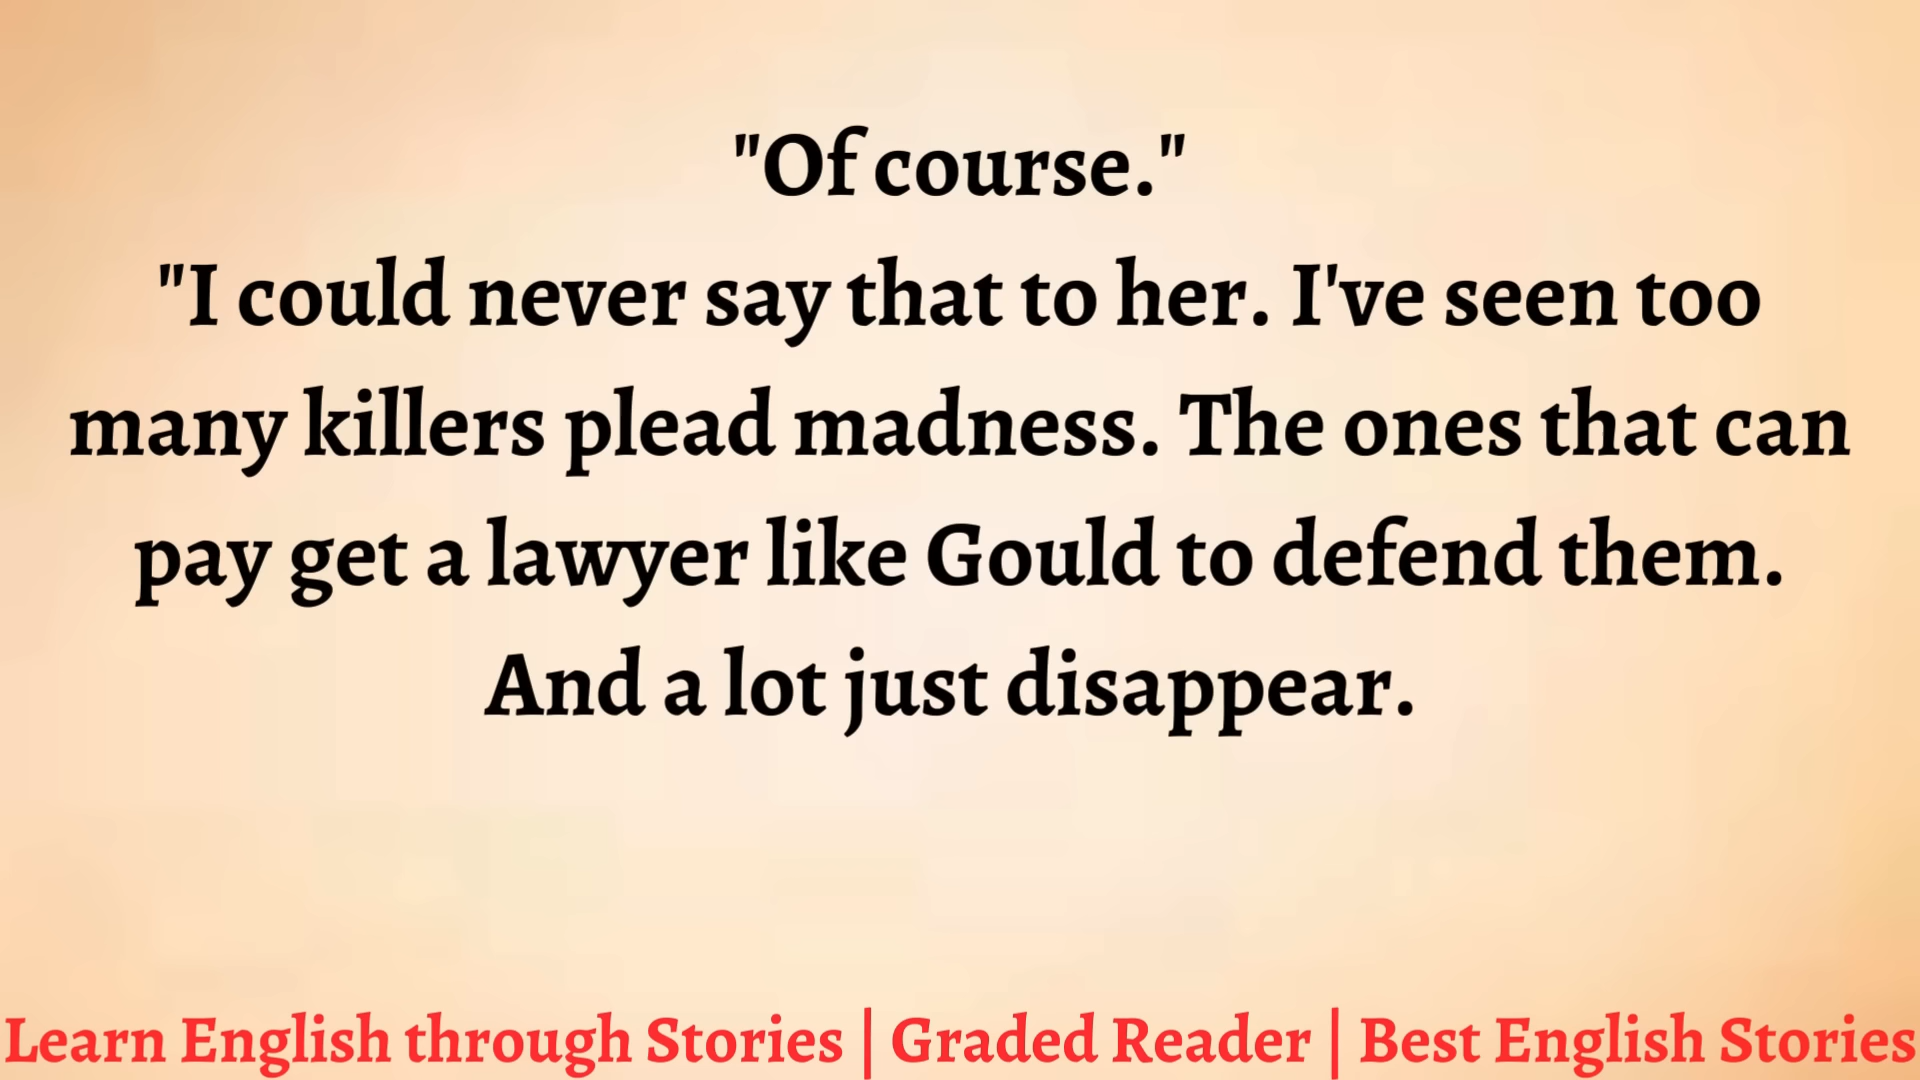 "Of course."
"I could never say that to her. I've seen too
many killers plead madness. The ones that can
pay get a lawyer like Gould to defend them.
And a lot just disappear.
Learn English through Stories | Graded Reader | Best English Stories